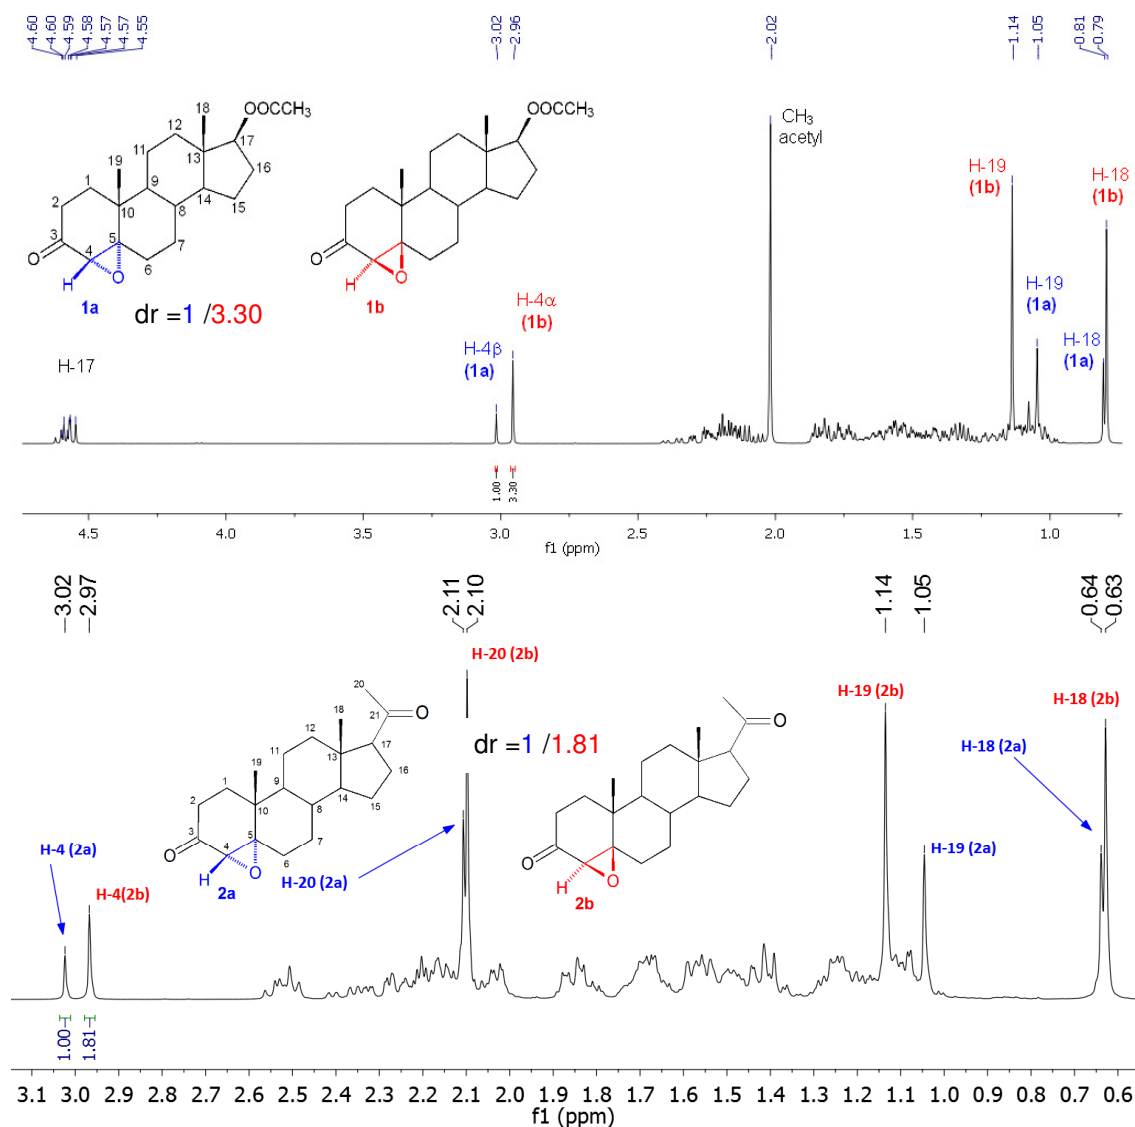 4.60
4.60
4.59
4.58
4.57
4.57
4.55
3.02
2.96
2.02
1.14
1.05
0.81
0.79
18
OOCCH3
12
17
11
13
16
19
1
9
14
2
10
8
15
3
5
7
4
6
O
H
O
1a
OOCCH3
O
H
O
1b
dr =1 /3.30
CH3
acetyl
H-19
(1b)
H-18
(1b)
H-19
(1a)
H-18
(1a)
H-4α
(1b)
H-4β
(1a)
H-17
1.00
3.30
4.5 4.0 3.5 3.0 2.5 2.0 1.5 1.0
f1 (ppm)
3.02
2.97
2.11
2.10
1.14
1.05
0.64
0.63
H-20 (2b)
20
21
O
18
12
17
11
13
16
19
1
9
14
2
10
8
15
3
5
7
4
6
O
H
O
2a
dr =1 /1.81
O
O
H
O
2b
H-19 (2b)
H-18 (2b)
H-18 (2a)
H-19 (2a)
H-4 (2a)
H-4(2b)
H-20 (2a)
1.00
1.81
3.1 3.0 2.9 2.8 2.7 2.6 2.5 2.4 2.3 2.2 2.1 2.0 1.9 1.8 1.7 1.6 1.5 1.4 1.3 1.2 1.1 1.0 0.9 0.8 0.7 0.6
f1 (ppm)